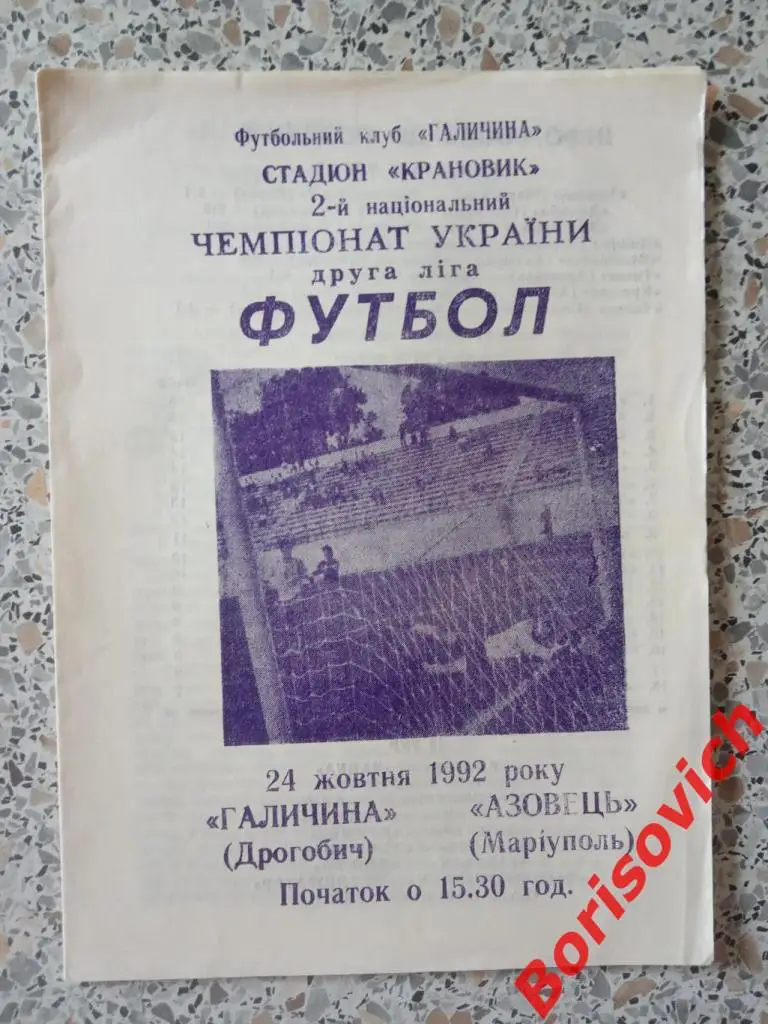 Футбольний клуб «ГАЛИЧИНА»
СТАДІОН «КРАНОВИК»
2-й національний
ЧЕМПІОНАТ УКРАЇНИ
друга ліга
ФУТБОЛ
24 жовтня 1992 року
«ГАЛИЧИНА» «АЗОВЕЦЬ»
(Дрогобич) (Маріуполь)
Початок о 15.30 год.
Borisovich